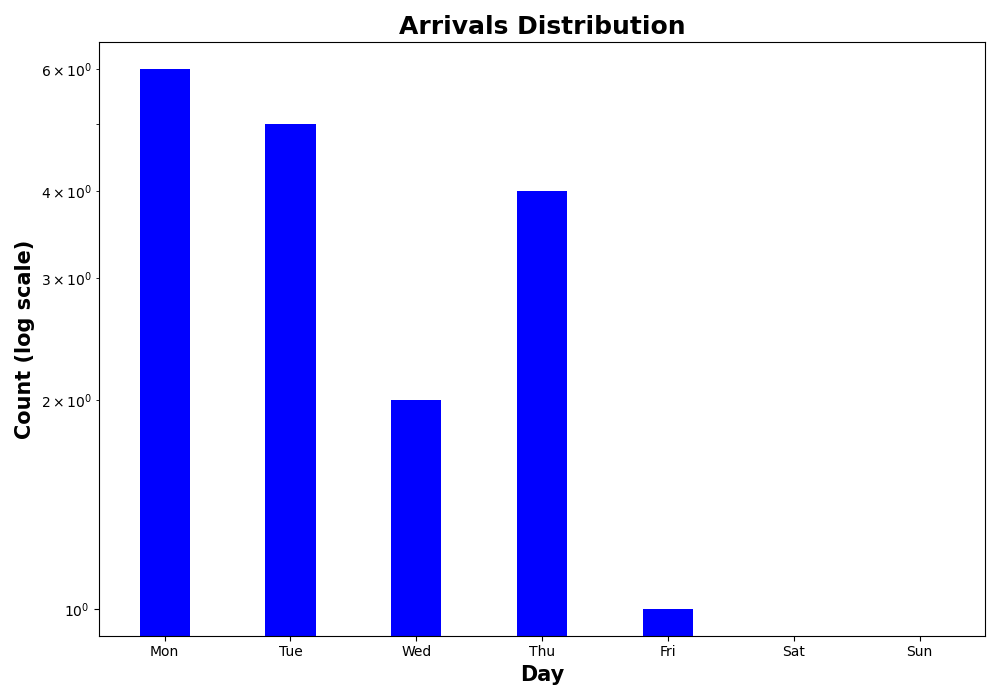 Arrivals Distribution
6 × 10⁰
4 × 10⁰
3 × 10⁰
2 × 10⁰
10⁰
Count (log scale)
Mon Tue Wed Thu Fri Sat Sun
Day